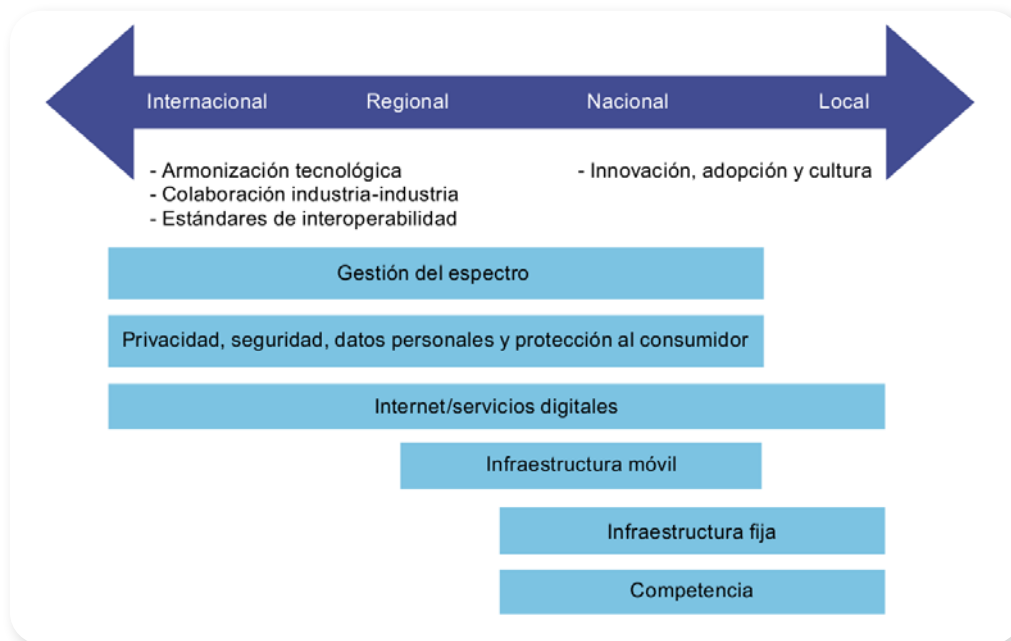 Internacional Regional Nacional Local
- Armonización tecnológica
- Colaboración industria-industria
- Estándares de interoperabilidad
- Innovación, adopción y cultura
Gestión del espectro
Privacidad, seguridad, datos personales y protección al consumidor
Internet/servicios digitales
Infraestructura móvil
Infraestructura fija
Competencia